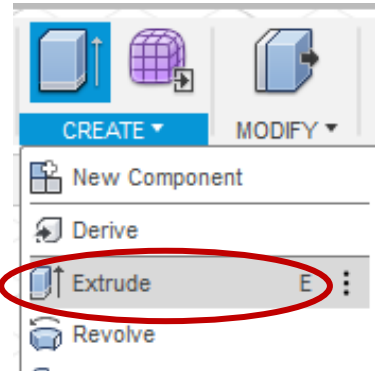 CREATE ▾ MODIFY ▾
New Component
Derive
Extrude E
Revolve